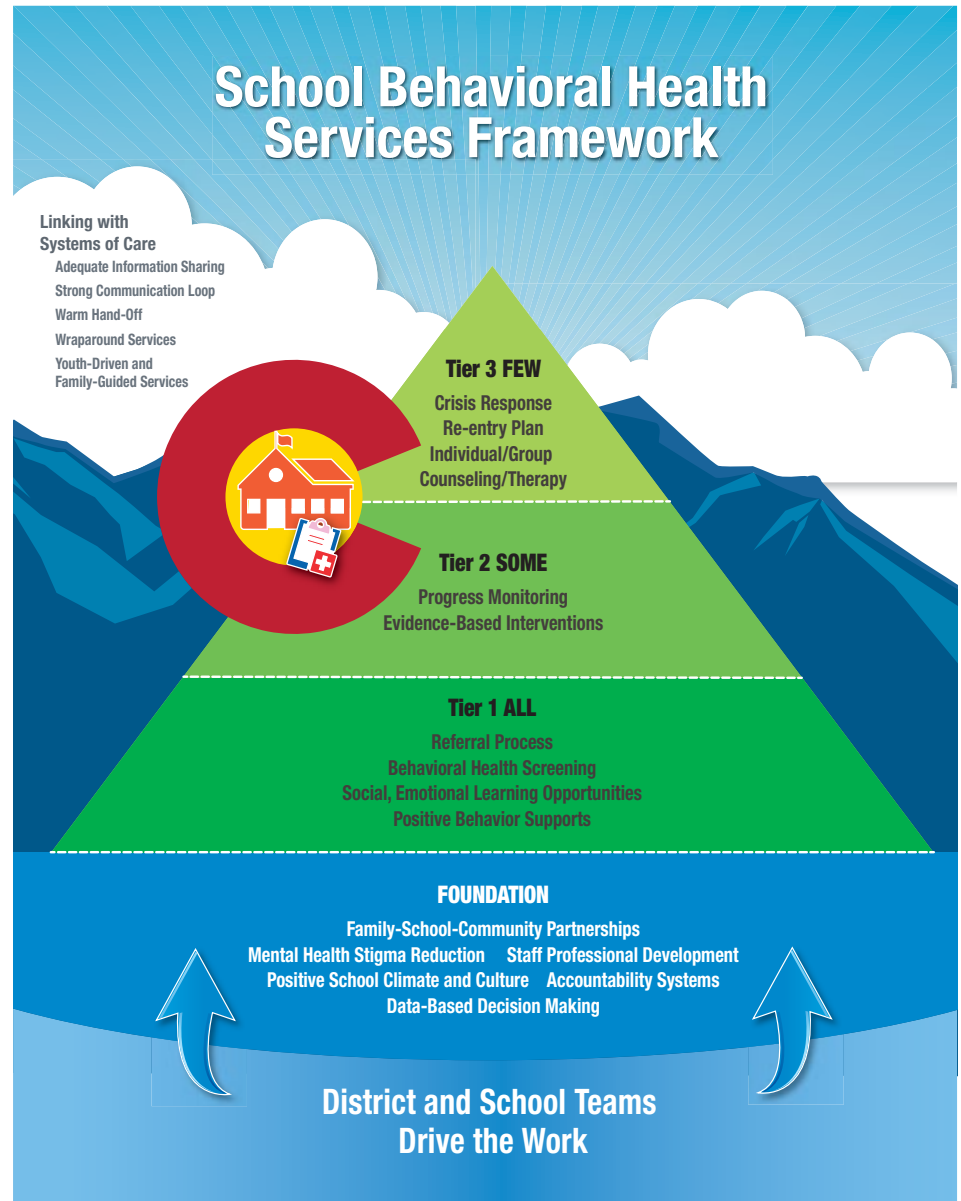 School Behavioral Health
Services Framework
Linking with
Systems of Care
Adequate Information Sharing
Strong Communication Loop
Warm Hand-Off
Wraparound Services
Youth-Driven and
Family-Guided Services
Tier 3 FEW
Crisis Response
Re-entry Plan
Individual/Group
Counseling/Therapy
Tier 2 SOME
Progress Monitoring
Evidence-Based Interventions
Tier 1 ALL
Referral Process
Behavioral Health Screening
Social, Emotional Learning Opportunities
Positive Behavior Supports
FOUNDATION
Family-School-Community Partnerships
Mental Health Stigma Reduction Staff Professional Development
Positive School Climate and Culture Accountability Systems
Data-Based Decision Making
District and School Teams
Drive the Work